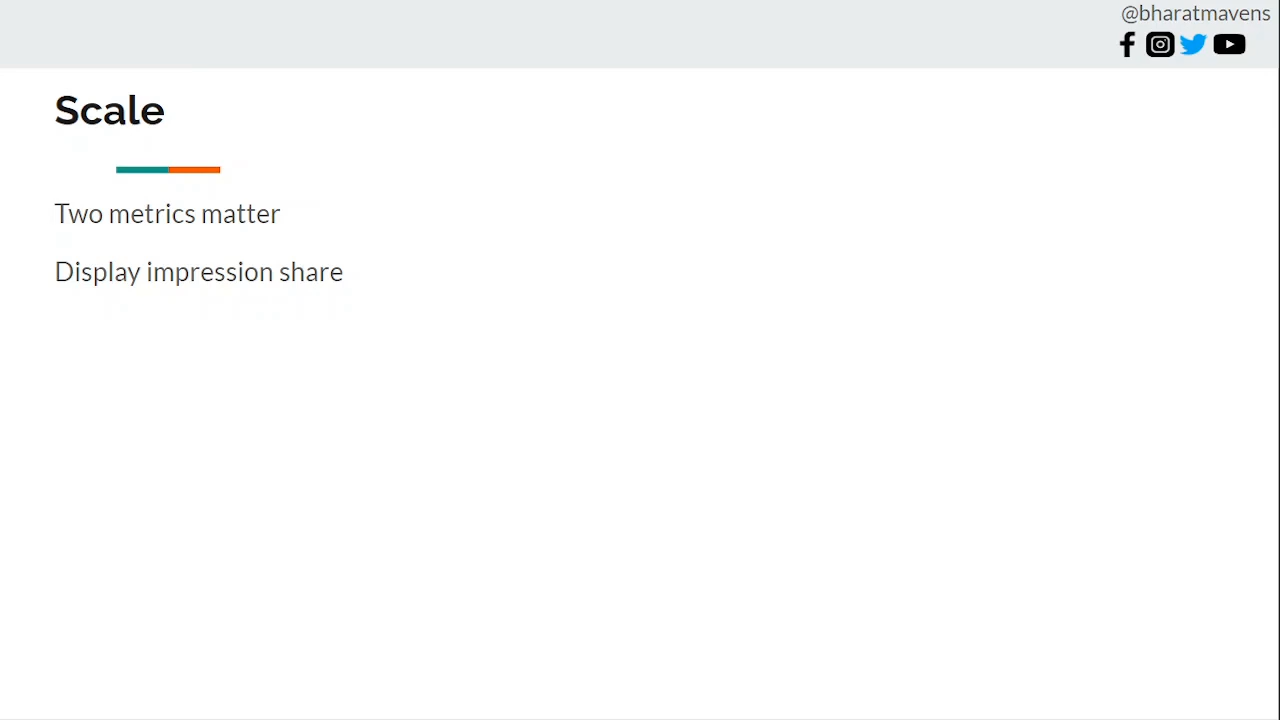 @bharatmavens
Scale
Two metrics matter
Display impression share